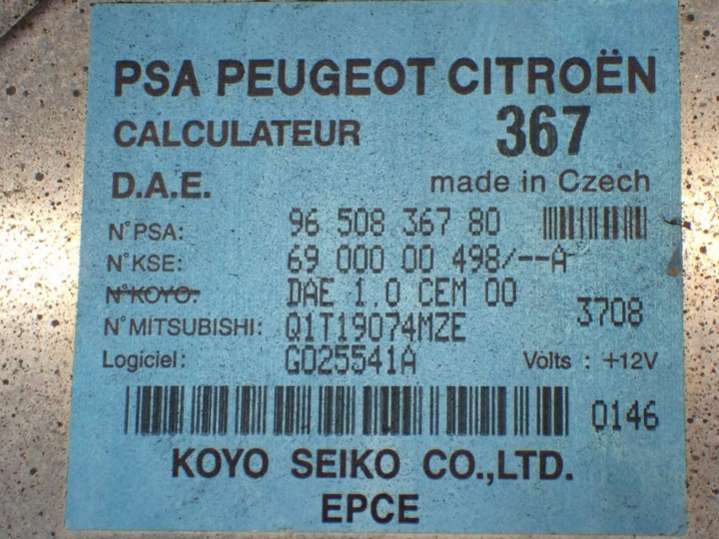 PSA PEUGEOT CITROËN
CALCULATEUR 367
D.A.E. made in Czech
N°PSA: 96 508 367 80
N°KSE: 69 000 00 498/--A
N°KOYO: DAE 1.0 CEM 00
3708
N°MITSUBISHI: Q1T19074MZE
Logiciel: G025541A Volts : +12V
0146
KOYO SEIKO CO.,LTD.
EPCE